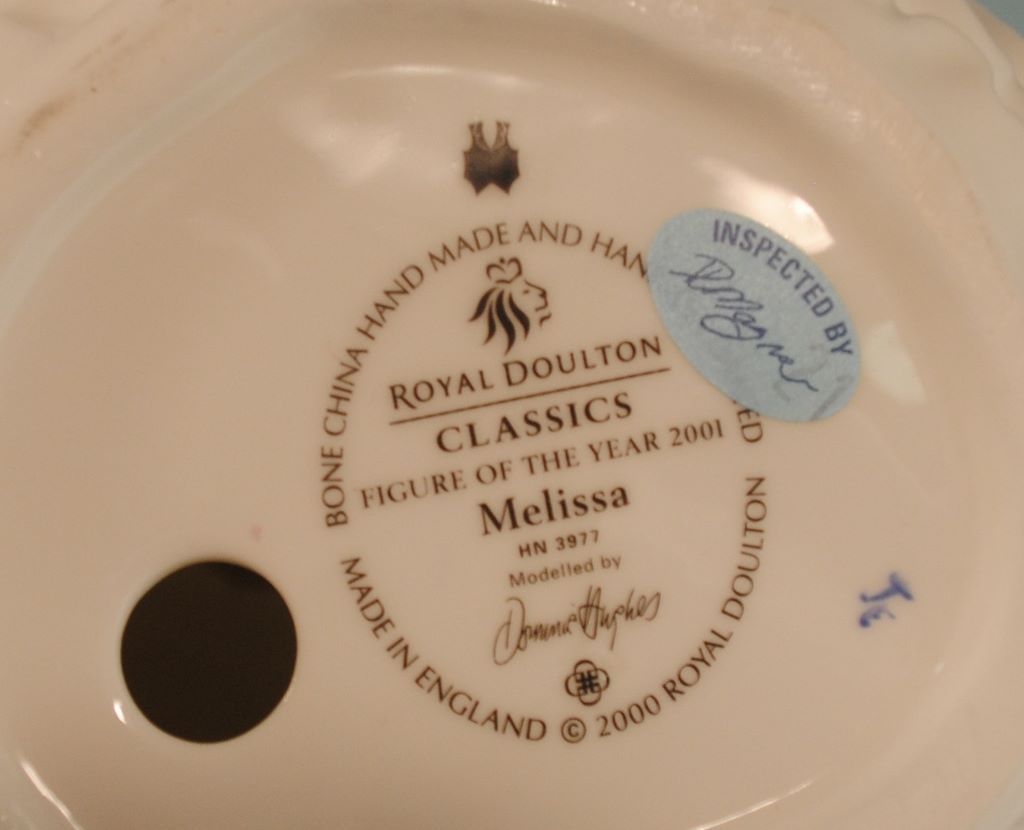 BONE CHINA HAND MADE AND HAN
ROYAL DOULTON
CLASSICS
FIGURE OF THE YEAR 2001
Melissa
HN 3977
Modelled by
MADE IN ENGLAND © 2000 ROYAL DOULTON
INSPECTED BY